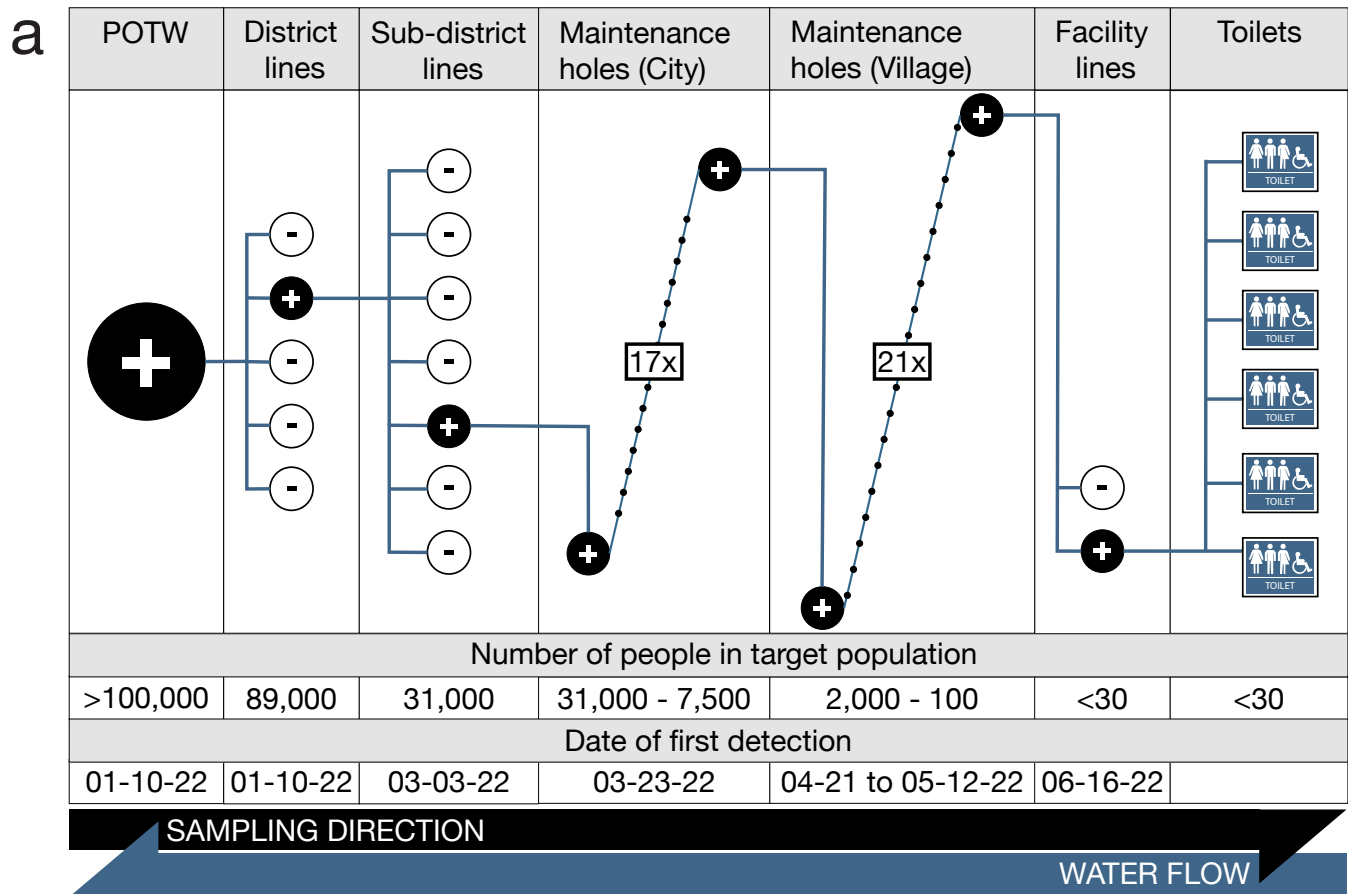 a
POTW
District
lines
Sub-district
lines
Maintenance
holes (City)
Maintenance
holes (Village)
Facility
lines
Toilets
+
-
+
-
-
-
-
-
-
-
+
-
-
+
17x
+
+
21x
+
-
+
TOILET
TOILET
TOILET
TOILET
TOILET
TOILET
Number of people in target population
>100,000 89,000 31,000 31,000 - 7,500 2,000 - 100 <30 <30
Date of first detection
01-10-22 01-10-22 03-03-22 03-23-22 04-21 to 05-12-22 06-16-22
SAMPLING DIRECTION
WATER FLOW